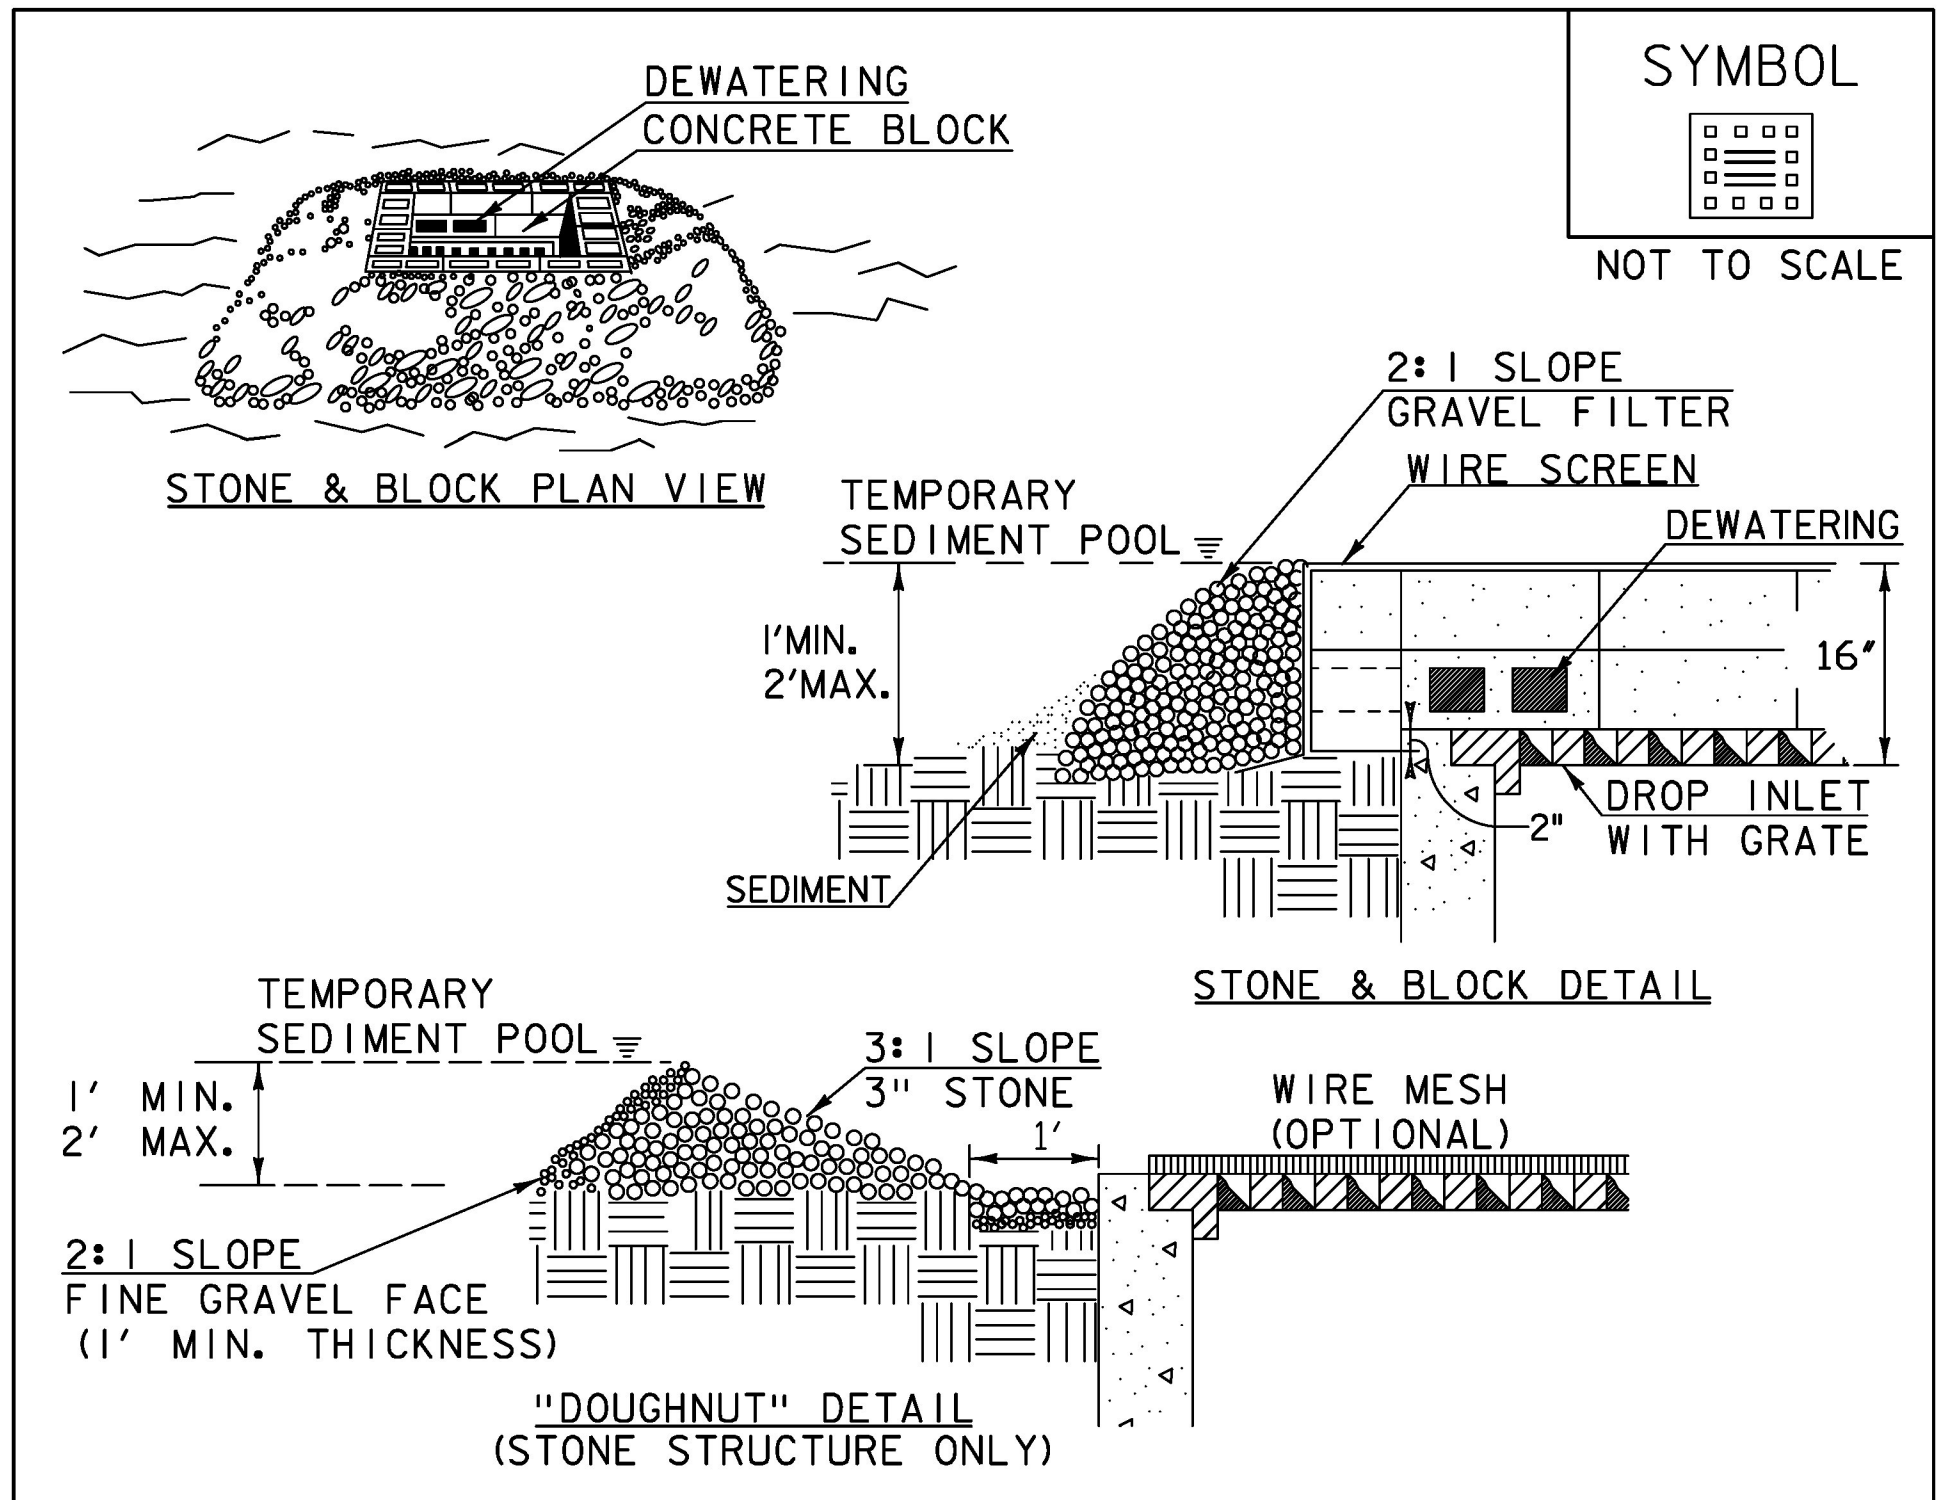 SYMBOL
NOT TO SCALE
DEWATERING
CONCRETE BLOCK
STONE & BLOCK PLAN VIEW
2:1 SLOPE
GRAVEL FILTER
WIRE SCREEN
DEWATERING
TEMPORARY
SEDIMENT POOL
1'MIN.
2'MAX.
16"
DROP INLET
WITH GRATE
2"
SEDIMENT
STONE & BLOCK DETAIL
TEMPORARY
SEDIMENT POOL
1' MIN.
2' MAX.
3:1 SLOPE
3" STONE
1'
WIRE MESH
(OPTIONAL)
2:1 SLOPE
FINE GRAVEL FACE
(1' MIN. THICKNESS)
"DOUGHNUT" DETAIL
(STONE STRUCTURE ONLY)